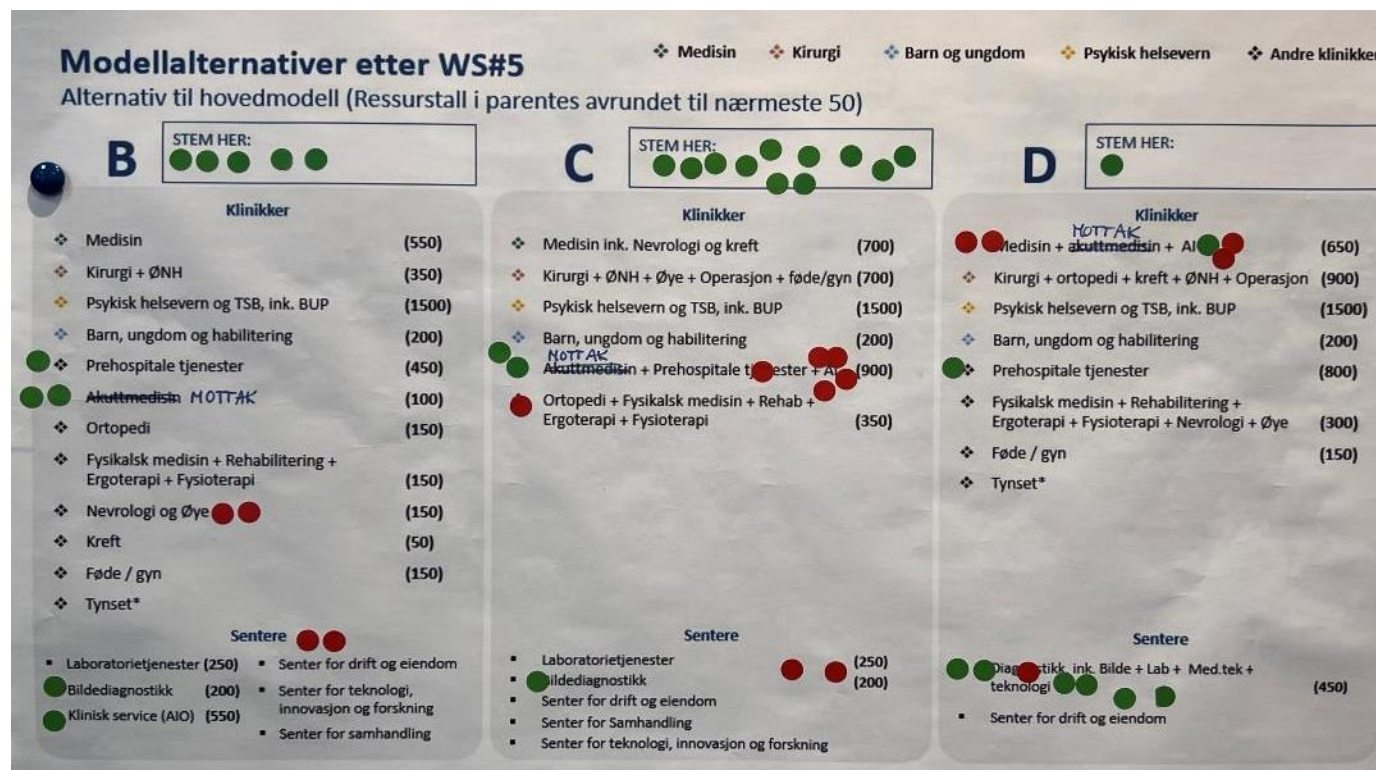 Modellalternativer etter WS#5
Medisin Kirurgi Barn og ungdom Psykisk helsevern Andre klinikker
Alternativ til hovedmodell (Ressurstall i parentes avrundet til nærmeste 50)
B
STEM HER:
Klinikker
Medisin (550)
Kirurgi + ØNH (350)
Psykisk helsevern og TSB, ink. BUP (1500)
Barn, ungdom og habilitering (200)
Prehospitale tjenester (450)
Akuttmedisin MOTTAK (100)
Ortopedi (150)
Fysikalsk medisin + Rehabilitering +
Ergoterapi + Fysioterapi (150)
Nevrologi og Øye (150)
Kreft (50)
Føde / gyn (150)
Tynset*
Sentere
Laboratorietjenester (250)
Bildediagnostikk (200)
Klinisk service (AIO) (550)
Senter for drift og eiendom
Senter for teknologi,
innovasjon og forskning
Senter for samhandling
C
STEM HER:
Klinikker
Medisin ink. Nevrologi og kreft (700)
Kirurgi + ØNH + Øye + Operasjon + føde/gyn (700)
Psykisk helsevern og TSB, ink. BUP (1500)
Barn, ungdom og habilitering (200)
MOTTAK
Akuttmedisin + Prehospitale + (900)
Ortopedi + Fysikalsk medisin + Rehab +
Ergoterapi + Fysioterapi (350)
Sentere
Laboratorietjenester (250)
Bildediagnostikk (200)
Senter for drift og eiendom
Senter for Samhandling
Senter for teknologi, innovasjon og forskning
D
STEM HER:
Klinikker
MOTTAK
Medisin + akuttmedisin + (650)
Kirurgi + ortopedi + kreft + ØNH + Operasjon (900)
Psykisk helsevern og TSB, ink. BUP (1500)
Barn, ungdom og habilitering (200)
Prehospitale tjenester (800)
Fysikalsk medisin + Rehabilitering +
Ergoterapi + Fysioterapi + Nevrologi + Øye (300)
Føde / gyn (150)
Tynset*
Sentere
ink. Bilde + Lab + Med.tek +
teknologi (450)
Senter for drift og eiendom